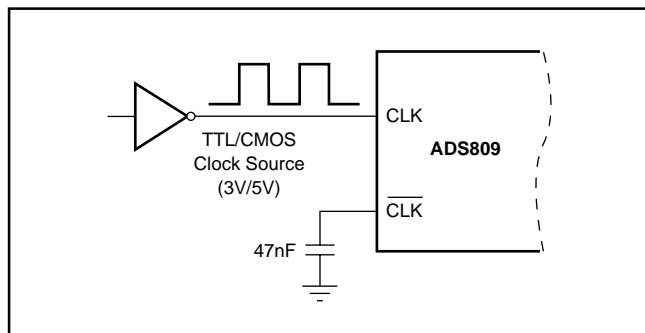 CLK
TTL/CMOS
Clock Source
(3V/5V)
ADS809
CLK
47nF